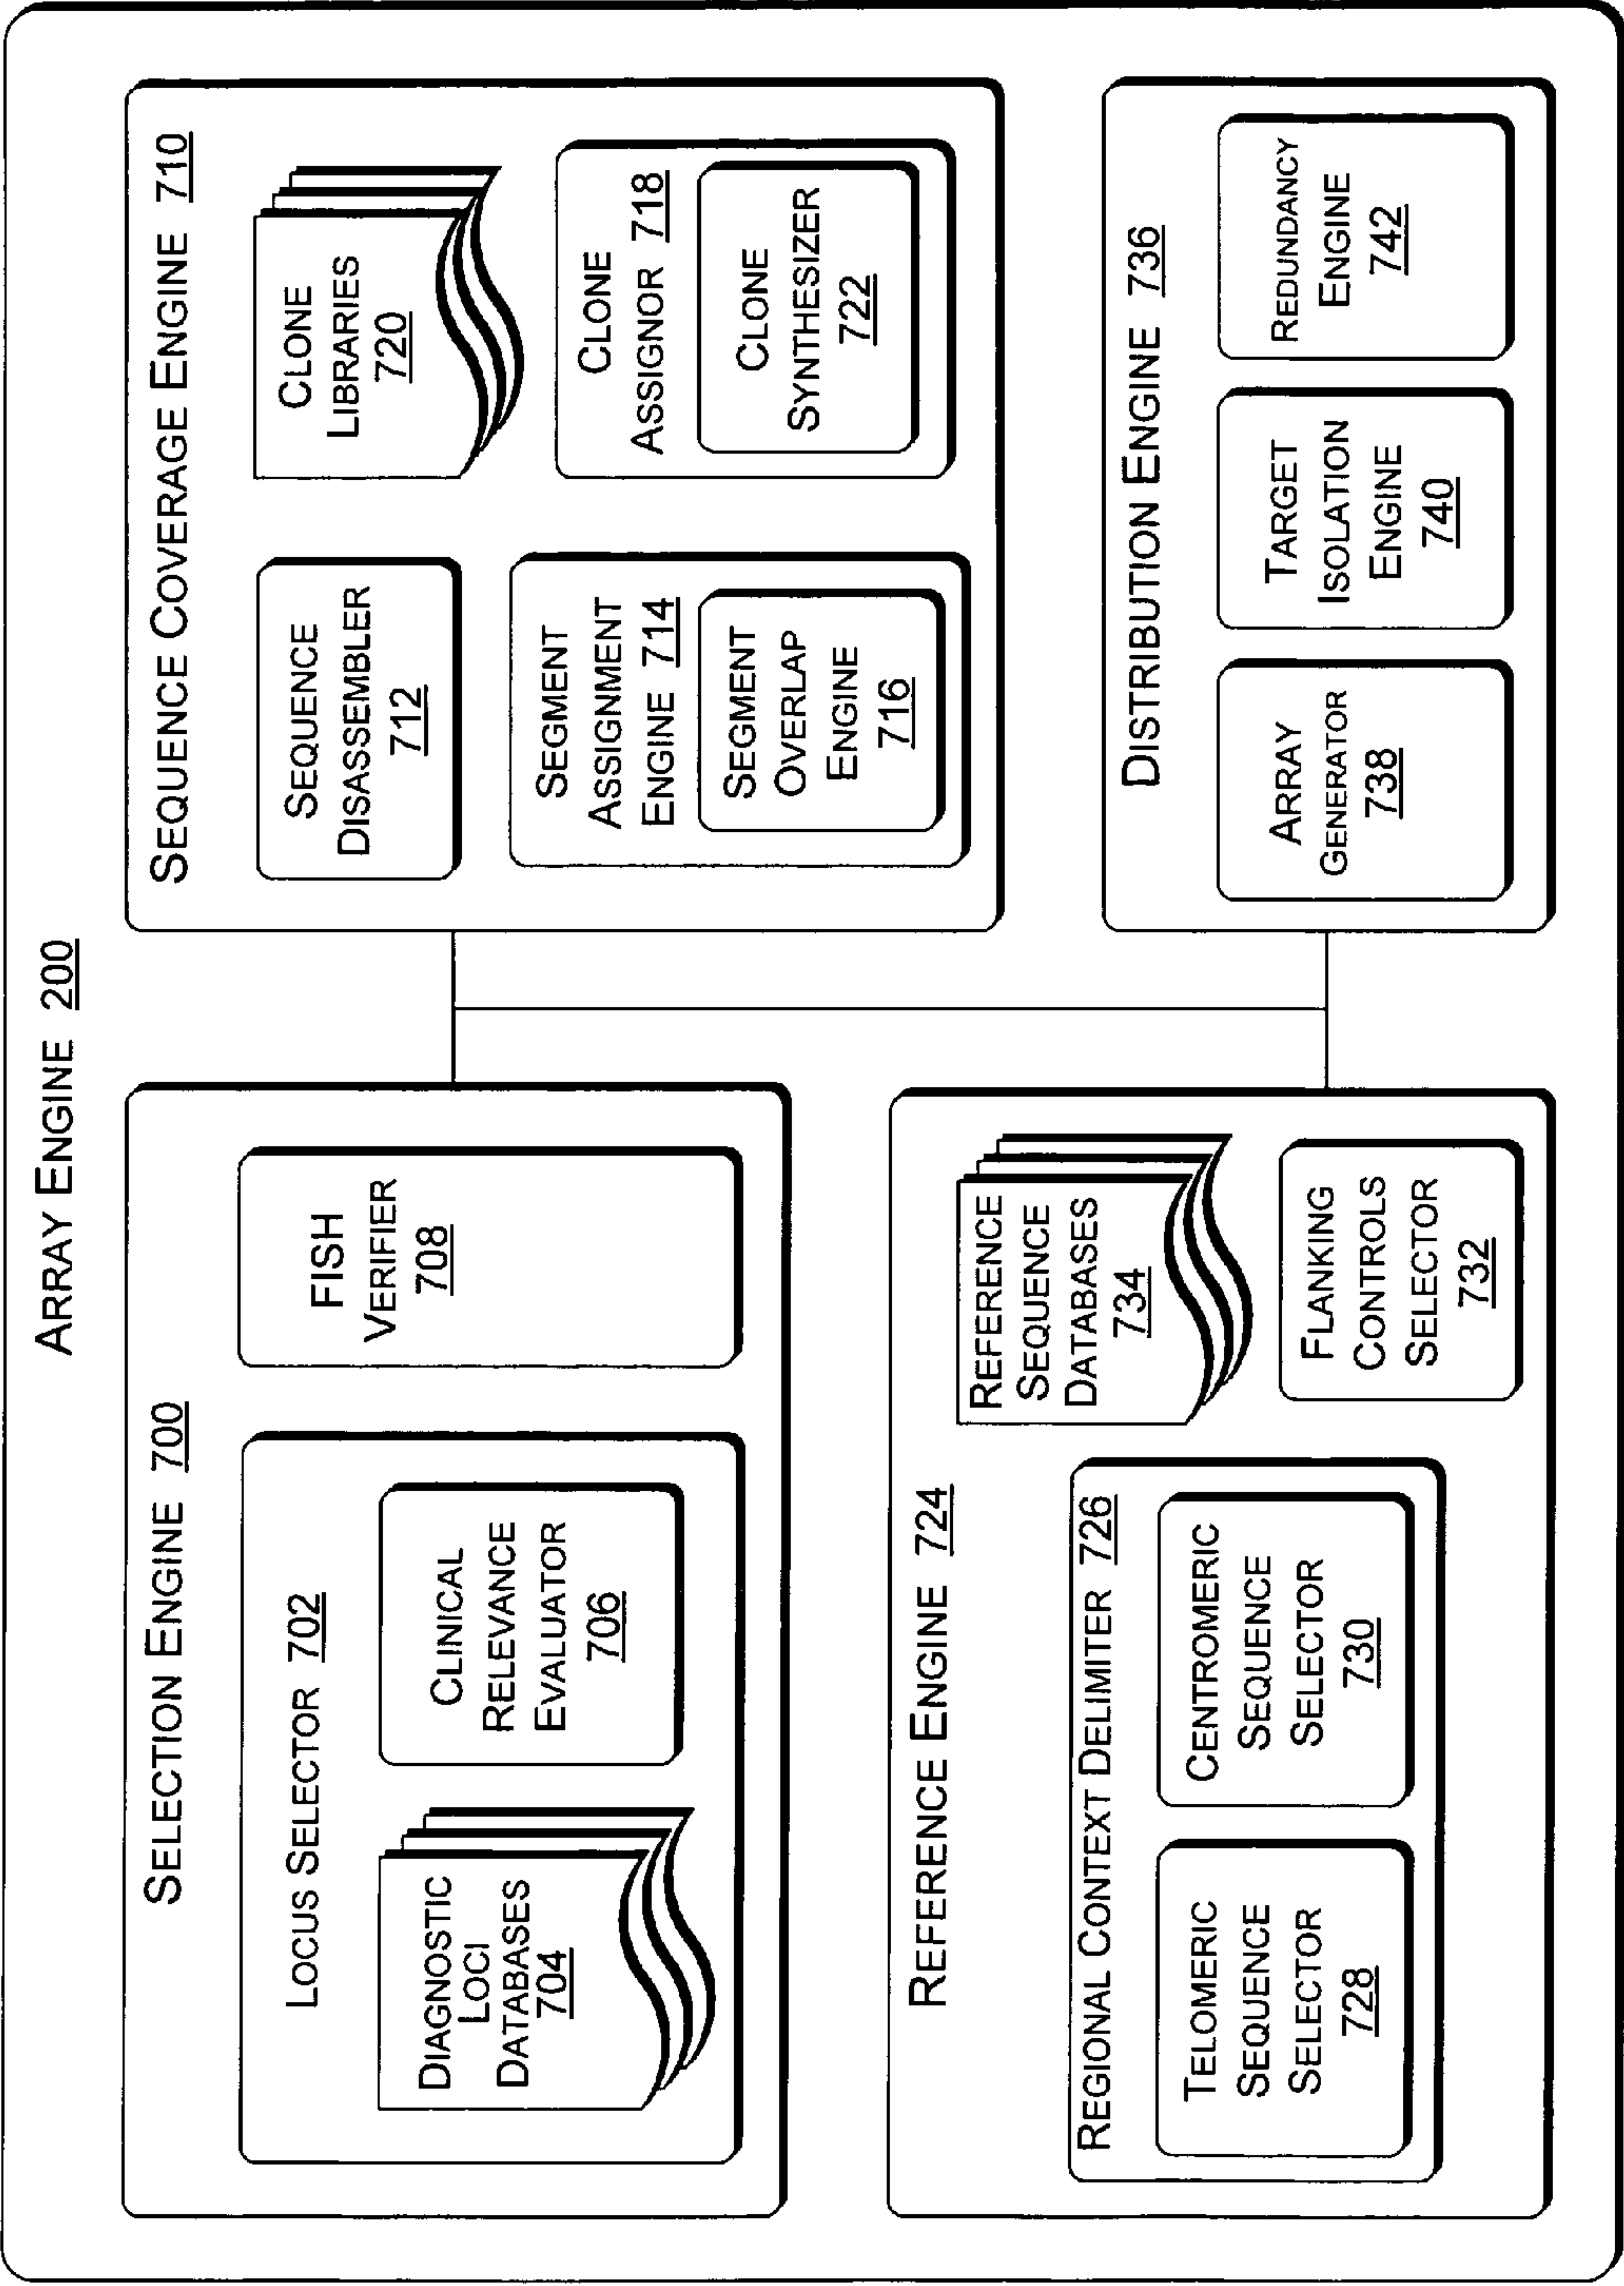 ARRAY ENGINE 200
SELECTION ENGINE 700
LOCUS SELECTOR 702
DIAGNOSTIC
LOCI
DATABASES
704
CLINICAL
RELEVANCE
EVALUATOR
706
FISH
VERIFIER
708
SEQUENCE COVERAGE ENGINE 710
SEQUENCE
DISASSEMBLER
712
CLONE
LIBRARIES
720
SEGMENT
ASSIGNMENT
ENGINE 714
SEGMENT
OVERLAP
ENGINE
716
CLONE
ASSIGNOR 718
CLONE
SYNTHESIZER
722
REFERENCE ENGINE 724
REGIONAL CONTEXT DELIMITER 726
TELOMERIC
SEQUENCE
SELECTOR
728
CENTROMERIC
SEQUENCE
SELECTOR
730
REFERENCE
SEQUENCE
DATABASES
734
FLANKING
CONTROLS
SELECTOR
732
DISTRIBUTION ENGINE 736
ARRAY
GENERATOR
738
TARGET
ISOLATION
ENGINE
740
REDUNDANCY
ENGINE
742